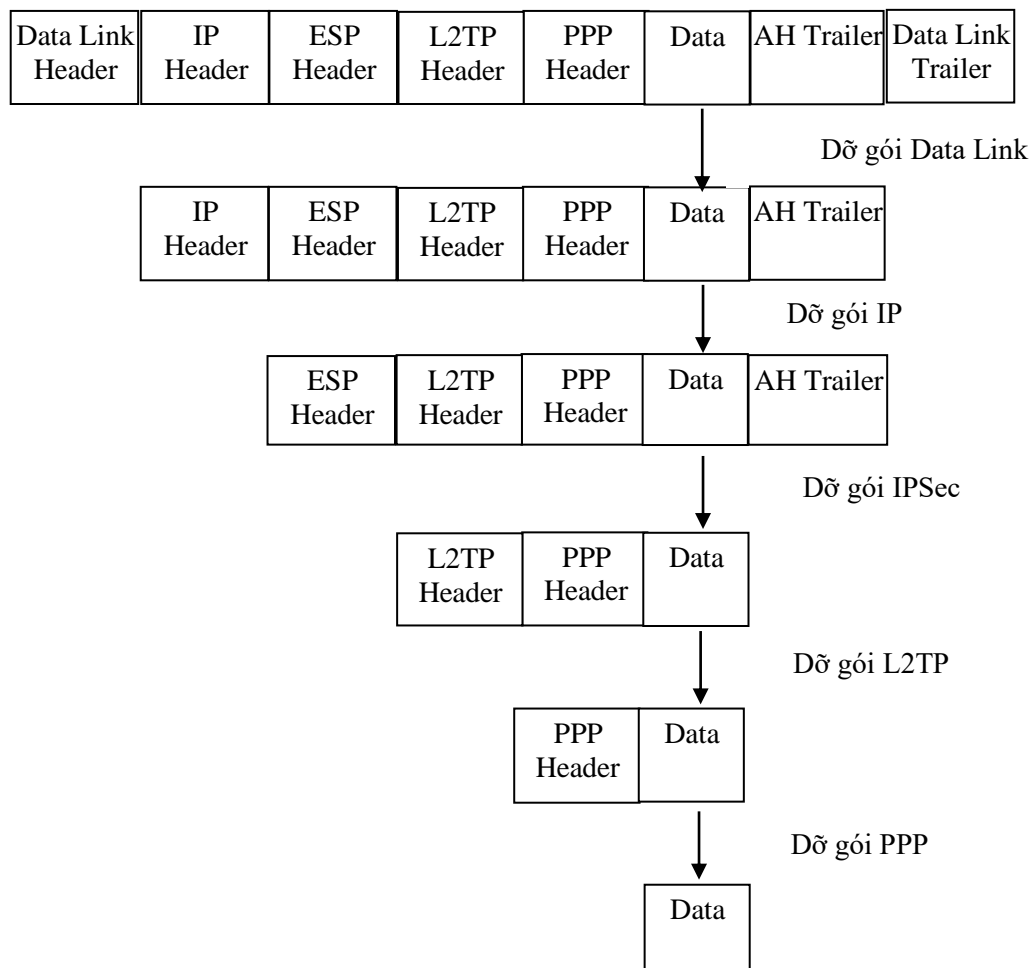 Data Link Header
IP Header
ESP Header
L2TP Header
PPP Header
Data
AH Trailer
Data Link Trailer
Dỡ gói Data Link
IP Header
ESP Header
L2TP Header
PPP Header
Data
AH Trailer
Dỡ gói IP
ESP Header
L2TP Header
PPP Header
Data
AH Trailer
Dỡ gói IPSec
L2TP Header
PPP Header
Data
Dỡ gói L2TP
PPP Header
Data
Dỡ gói PPP
Data